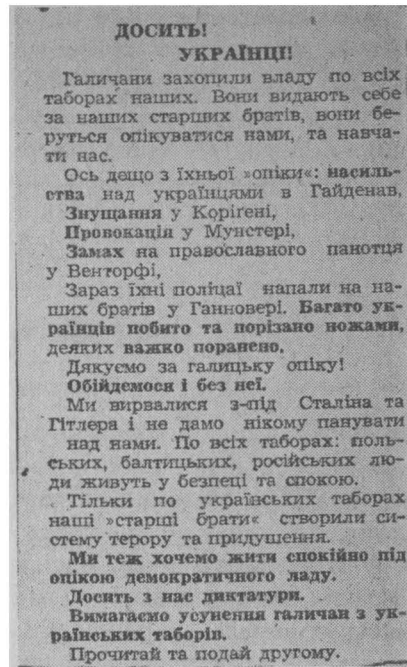 ДОСИТЬ!
УКРАЇНЦІ!
Галичани захопили владу по всіх
таборах наших. Вони видають себе
за наших старших братів, вони бе-
руться опікуватися нами, та навча-
ти нас.
Ось дещо з їхньої »опіки«: насиль-
ства над українцями в Гайденав,
Знущання у Коріґені,
Провокація у Мунстері,
Замах на православного панотця
у Венторфі,
Зараз їхні поліцаї напали на на-
ших братів у Ганновері. Багато ук-
раїнців побито та порізано ножами,
деяких важко поранено.
Дякуємо за галицьку опіку!
Обійдемося і без неї.
Ми вирвалися з-під Сталіна та
Гітлера і не дамо нікому панувати
над нами. По всіх таборах: поль-
ських, балтицьких, російських лю-
ди живуть у безпеці та спокою.
Тільки по українських таборах
наші »старші брати« створили си-
стему терору та придушення.
Ми теж хочемо жити спокійно під
опікою демократичного ладу.
Досить з нас диктатури.
Вимагаємо усунення галичан з ук-
раїнських таборів.
Прочитай та подай другому.